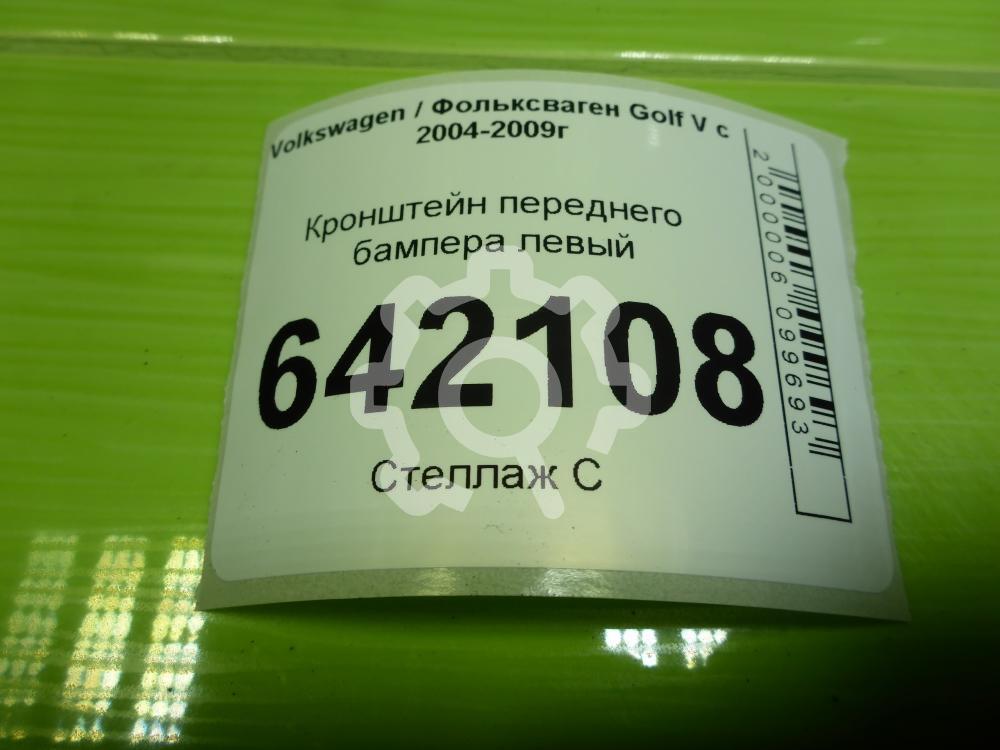 Volkswagen / Фольксваген Golf V с
2004-2009г
Кронштейн переднего
бампера левый
642108
Стеллаж С
2000006099693